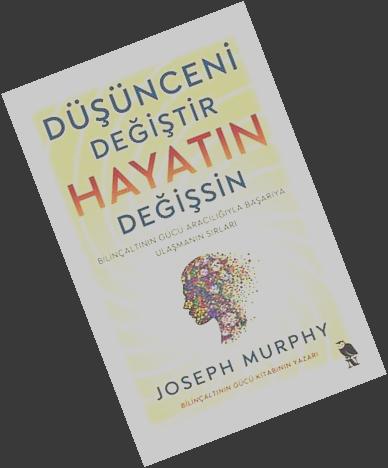 DÜŞÜNCENİ
DEĞİŞTİR
HAYATIN
DEĞİŞSİN
BİLİNÇALTININ GÜCÜ ARACILIĞIYLA BAŞARIYA
ULAŞMANIN SIRLARI
JOSEPH MURPHY
BİLİNÇALTININ GÜCÜ KİTABININ YAZARI